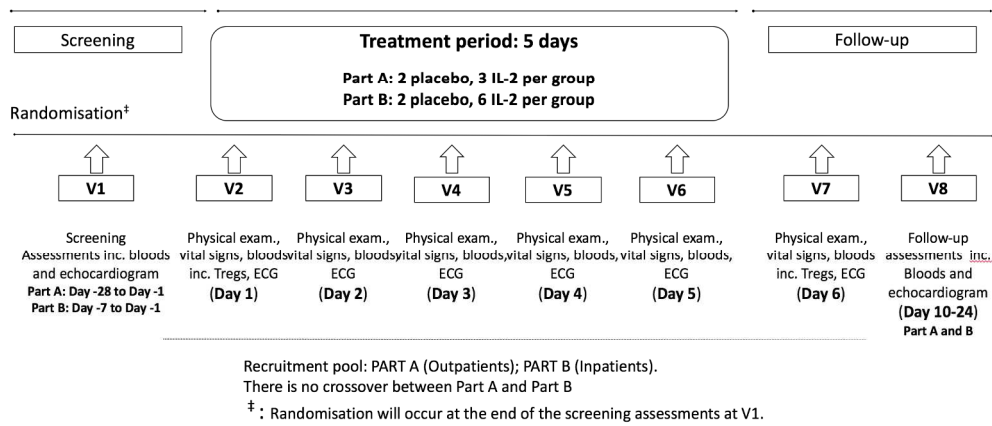 Screening
Treatment period: 5 days
Follow-up
Part A: 2 placebo, 3 IL-2 per group
Part B: 2 placebo, 6 IL-2 per group
Randomisation‡
V1
V2
V3
V4
V5
V6
V7
V8
Screening
Assessments inc. bloods
and echocardiogram
Part A: Day -28 to Day -1
Part B: Day -7 to Day -1
Physical exam.,
vital signs, bloods
inc. Tregs, ECG
(Day 1)
Physical exam.,
vital signs, bloods,
ECG
(Day 2)
Physical exam.,
vital signs, bloods,
ECG
(Day 3)
Physical exam.,
vital signs, bloods,
ECG
(Day 4)
Physical exam.,
vital signs, bloods,
ECG
(Day 5)
Physical exam.,
vital signs, bloods
inc. Tregs, ECG
(Day 6)
Follow-up
assessments inc.
Bloods and
echocardiogram
(Day 10-24)
Part A and B
Recruitment pool: PART A (Outpatients); PART B (Inpatients).
There is no crossover between Part A and Part B
‡ : Randomisation will occur at the end of the screening assessments at V1.